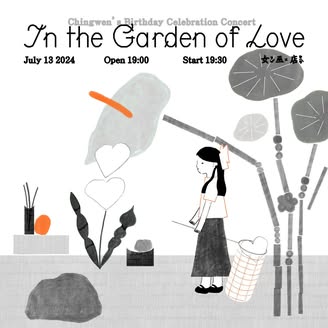 Chingwen's Birthday Celebration Concert
In the Garden of Love
July 13 2024 Open 19:00 Start 19:30